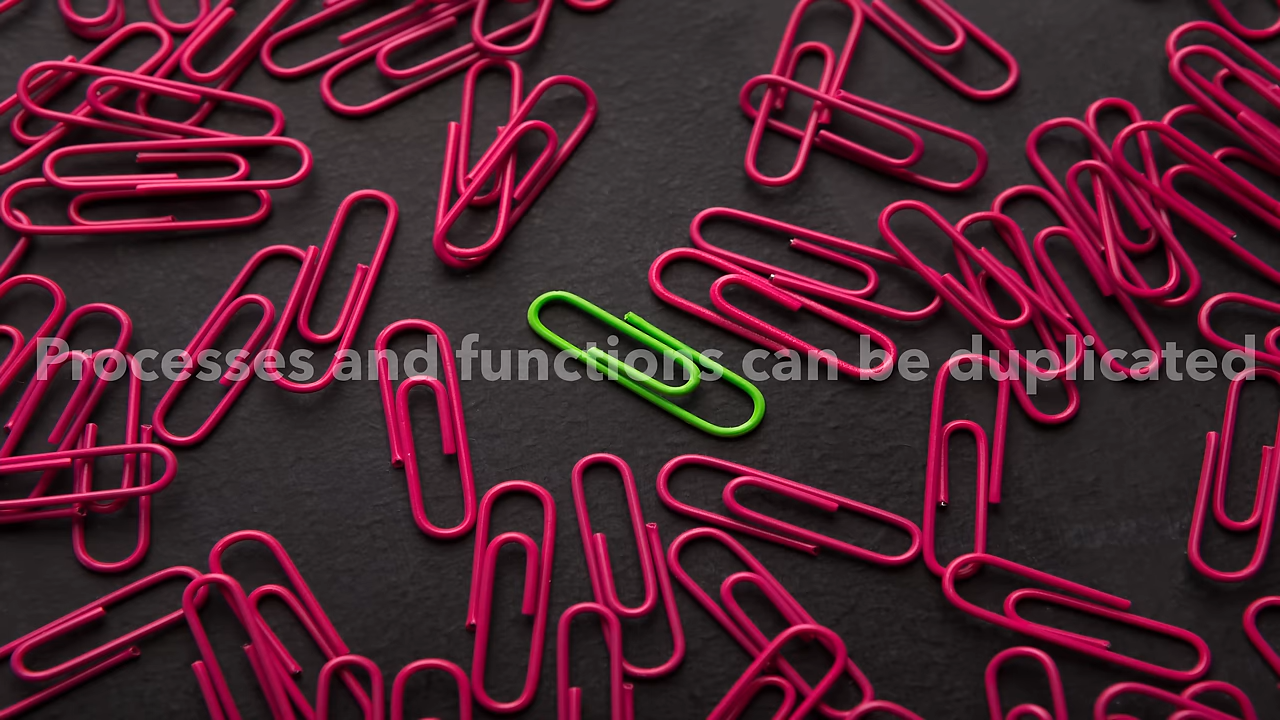 Processes and functions can be duplicated